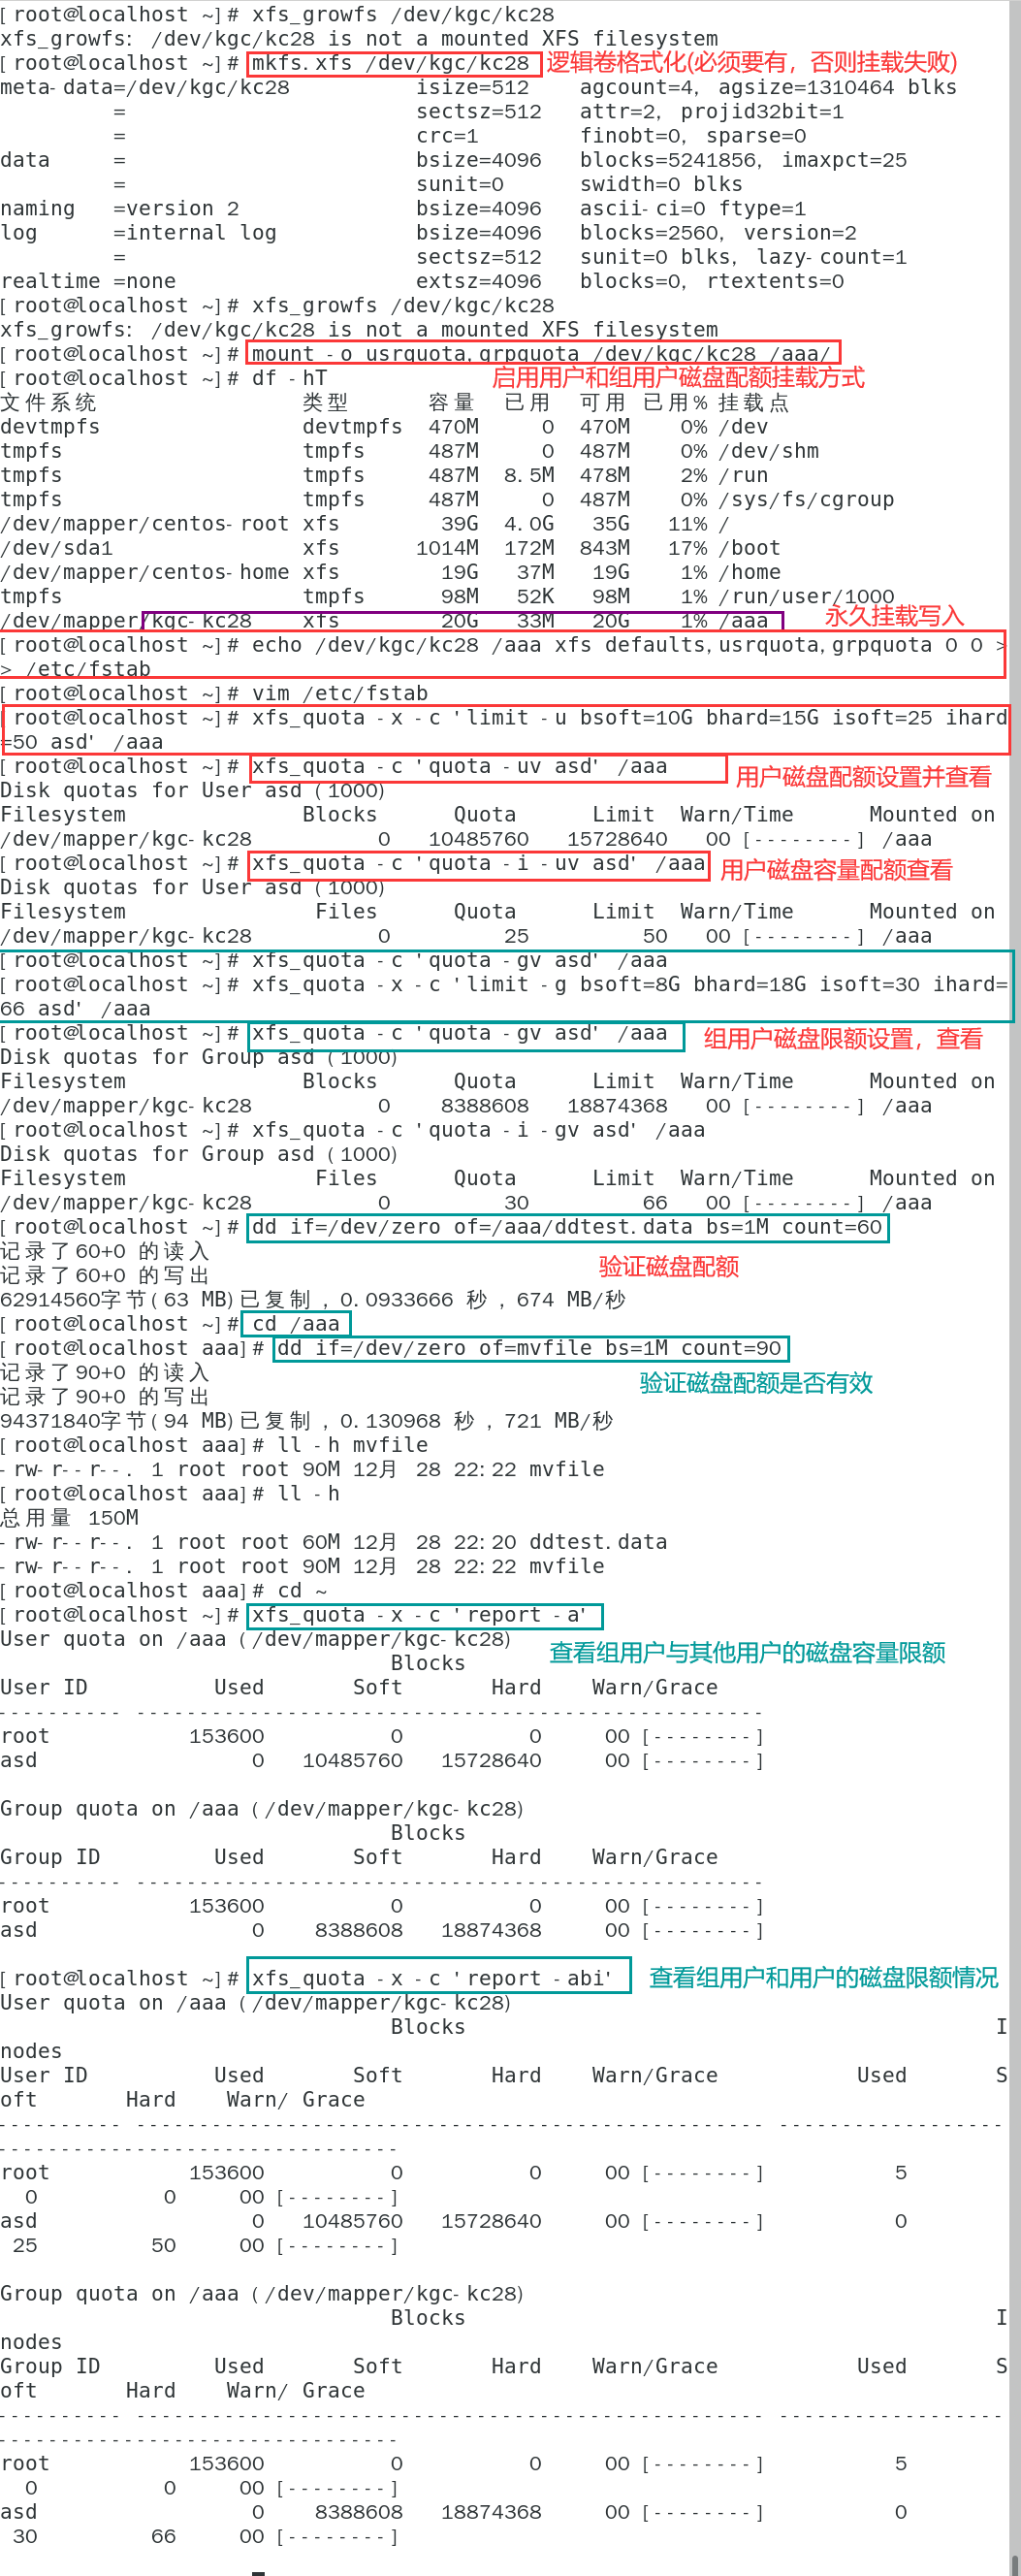 [root@localhost ~]# xfs_growfs /dev/kgc/kc28
xfs_growfs: /dev/kgc/kc28 is not a mounted XFS filesystem
[root@localhost ~]# mkfs.xfs /dev/kgc/kc28 逻辑卷格式化(必须要有，否则挂载失败)
meta-data=/dev/kgc/kc28 isize=512 agcount=4, agsize=1310464 blks
= sectsz=512 attr=2, projid32bit=1
= crc=1 finobt=0, sparse=0
data = bsize=4096 blocks=5241856, imaxpct=25
= sunit=0 swidth=0 blks
naming =version 2 bsize=4096 ascii-ci=0 ftype=1
log =internal log bsize=4096 blocks=2560, version=2
= sectsz=512 sunit=0 blks, lazy-count=1
realtime =none extsz=4096 blocks=0, rtextents=0
[root@localhost ~]# xfs_growfs /dev/kgc/kc28
xfs_growfs: /dev/kgc/kc28 is not a mounted XFS filesystem
[root@localhost ~]# mount -o usrquota,grpquota /dev/kgc/kc28 /aaa/
[root@localhost ~]# df -hT 启用用户和组用户磁盘配额挂载方式
文件系统 类型 容量 已用 可用 已用% 挂载点
devtmpfs devtmpfs 470M 0 470M 0% /dev
tmpfs tmpfs 487M 0 487M 0% /dev/shm
tmpfs tmpfs 487M 8.5M 478M 2% /run
tmpfs tmpfs 487M 0 487M 0% /sys/fs/cgroup
/dev/mapper/centos-root xfs 39G 4.0G 35G 11% /
/dev/sda1 xfs 1014M 172M 843M 17% /boot
/dev/mapper/centos-home xfs 19G 37M 19G 1% /home
tmpfs tmpfs 98M 52K 98M 1% /run/user/1000
/dev/mapper/kgc-kc28 xfs 20G 33M 20G 1% /aaa 永久挂载写入
[root@localhost ~]# echo /dev/kgc/kc28 /aaa xfs defaults,usrquota,grpquota 0 0 >
> /etc/fstab
[root@localhost ~]# vim /etc/fstab
[root@localhost ~]# xfs_quota -x -c 'limit -u bsoft=10G bhard=15G isoft=25 ihard
=50 asd' /aaa
[root@localhost ~]# xfs_quota -c 'quota -uv asd' /aaa 用户磁盘配额设置并查看
Disk quotas for User asd (1000)
Filesystem Blocks Quota Limit Warn/Time Mounted on
/dev/mapper/kgc-kc28 0 10485760 15728640 00 [--------] /aaa
[root@localhost ~]# xfs_quota -c 'quota -i -uv asd' /aaa 用户磁盘容量配额查看
Disk quotas for User asd (1000)
Filesystem Files Quota Limit Warn/Time Mounted on
/dev/mapper/kgc-kc28 0 25 50 00 [--------] /aaa
[root@localhost ~]# xfs_quota -c 'quota -gv asd' /aaa
[root@localhost ~]# xfs_quota -x -c 'limit -g bsoft=8G bhard=18G isoft=30 ihard=
66 asd' /aaa
[root@localhost ~]# xfs_quota -c 'quota -gv asd' /aaa 组用户磁盘限额设置，查看
Disk quotas for Group asd (1000)
Filesystem Blocks Quota Limit Warn/Time Mounted on
/dev/mapper/kgc-kc28 0 8388608 18874368 00 [--------] /aaa
[root@localhost ~]# xfs_quota -c 'quota -i -gv asd' /aaa
Disk quotas for Group asd (1000)
Filesystem Files Quota Limit Warn/Time Mounted on
/dev/mapper/kgc-kc28 0 30 66 00 [--------] /aaa
[root@localhost ~]# dd if=/dev/zero of=/aaa/ddtest.data bs=1M count=60
记录了60+0 的读入
记录了60+0 的写出 验证磁盘配额
62914560字节(63 MB)已复制，0.0933666 秒，674 MB/秒
[root@localhost ~]# cd /aaa
[root@localhost aaa]# dd if=/dev/zero of=mvfile bs=1M count=90
记录了90+0 的读入 验证磁盘配额是否有效
记录了90+0 的写出
94371840字节(94 MB)已复制，0.130968 秒，721 MB/秒
[root@localhost aaa]# ll -h mvfile
-rw-r--r--. 1 root root 90M 12月 28 22:22 mvfile
[root@localhost aaa]# ll -h
总用量 150M
-rw-r--r--. 1 root root 60M 12月 28 22:20 ddtest.data
-rw-r--r--. 1 root root 90M 12月 28 22:22 mvfile
[root@localhost aaa]# cd ~
[root@localhost ~]# xfs_quota -x -c 'report -a'
User quota on /aaa (/dev/mapper/kgc-kc28) 查看组用户与其他用户的磁盘容量限额
Blocks
User ID Used Soft Hard Warn/Grace
---------- --------------------------------------------------
root 153600 0 0 00 [--------]
asd 0 10485760 15728640 00 [--------]
Group quota on /aaa (/dev/mapper/kgc-kc28)
Blocks
Group ID Used Soft Hard Warn/Grace
---------- --------------------------------------------------
root 153600 0 0 00 [--------]
asd 0 8388608 18874368 00 [--------]
[root@localhost ~]# xfs_quota -x -c 'report -abi' 查看组用户和用户的磁盘限额情况
User quota on /aaa (/dev/mapper/kgc-kc28)
Blocks I
nodes
User ID Used Soft Hard Warn/Grace Used S
oft Hard Warn/ Grace
---------- -------------------------------------------------- ------------------
--------------------------------
root 153600 0 0 00 [--------] 5
0 0 00 [--------]
asd 0 10485760 15728640 00 [--------] 0
25 50 00 [--------]
Group quota on /aaa (/dev/mapper/kgc-kc28)
Blocks I
nodes
Group ID Used Soft Hard Warn/Grace Used S
oft Hard Warn/ Grace
---------- -------------------------------------------------- ------------------
--------------------------------
root 153600 0 0 00 [--------] 5
0 0 00 [--------]
asd 0 8388608 18874368 00 [--------] 0
30 66 00 [--------]